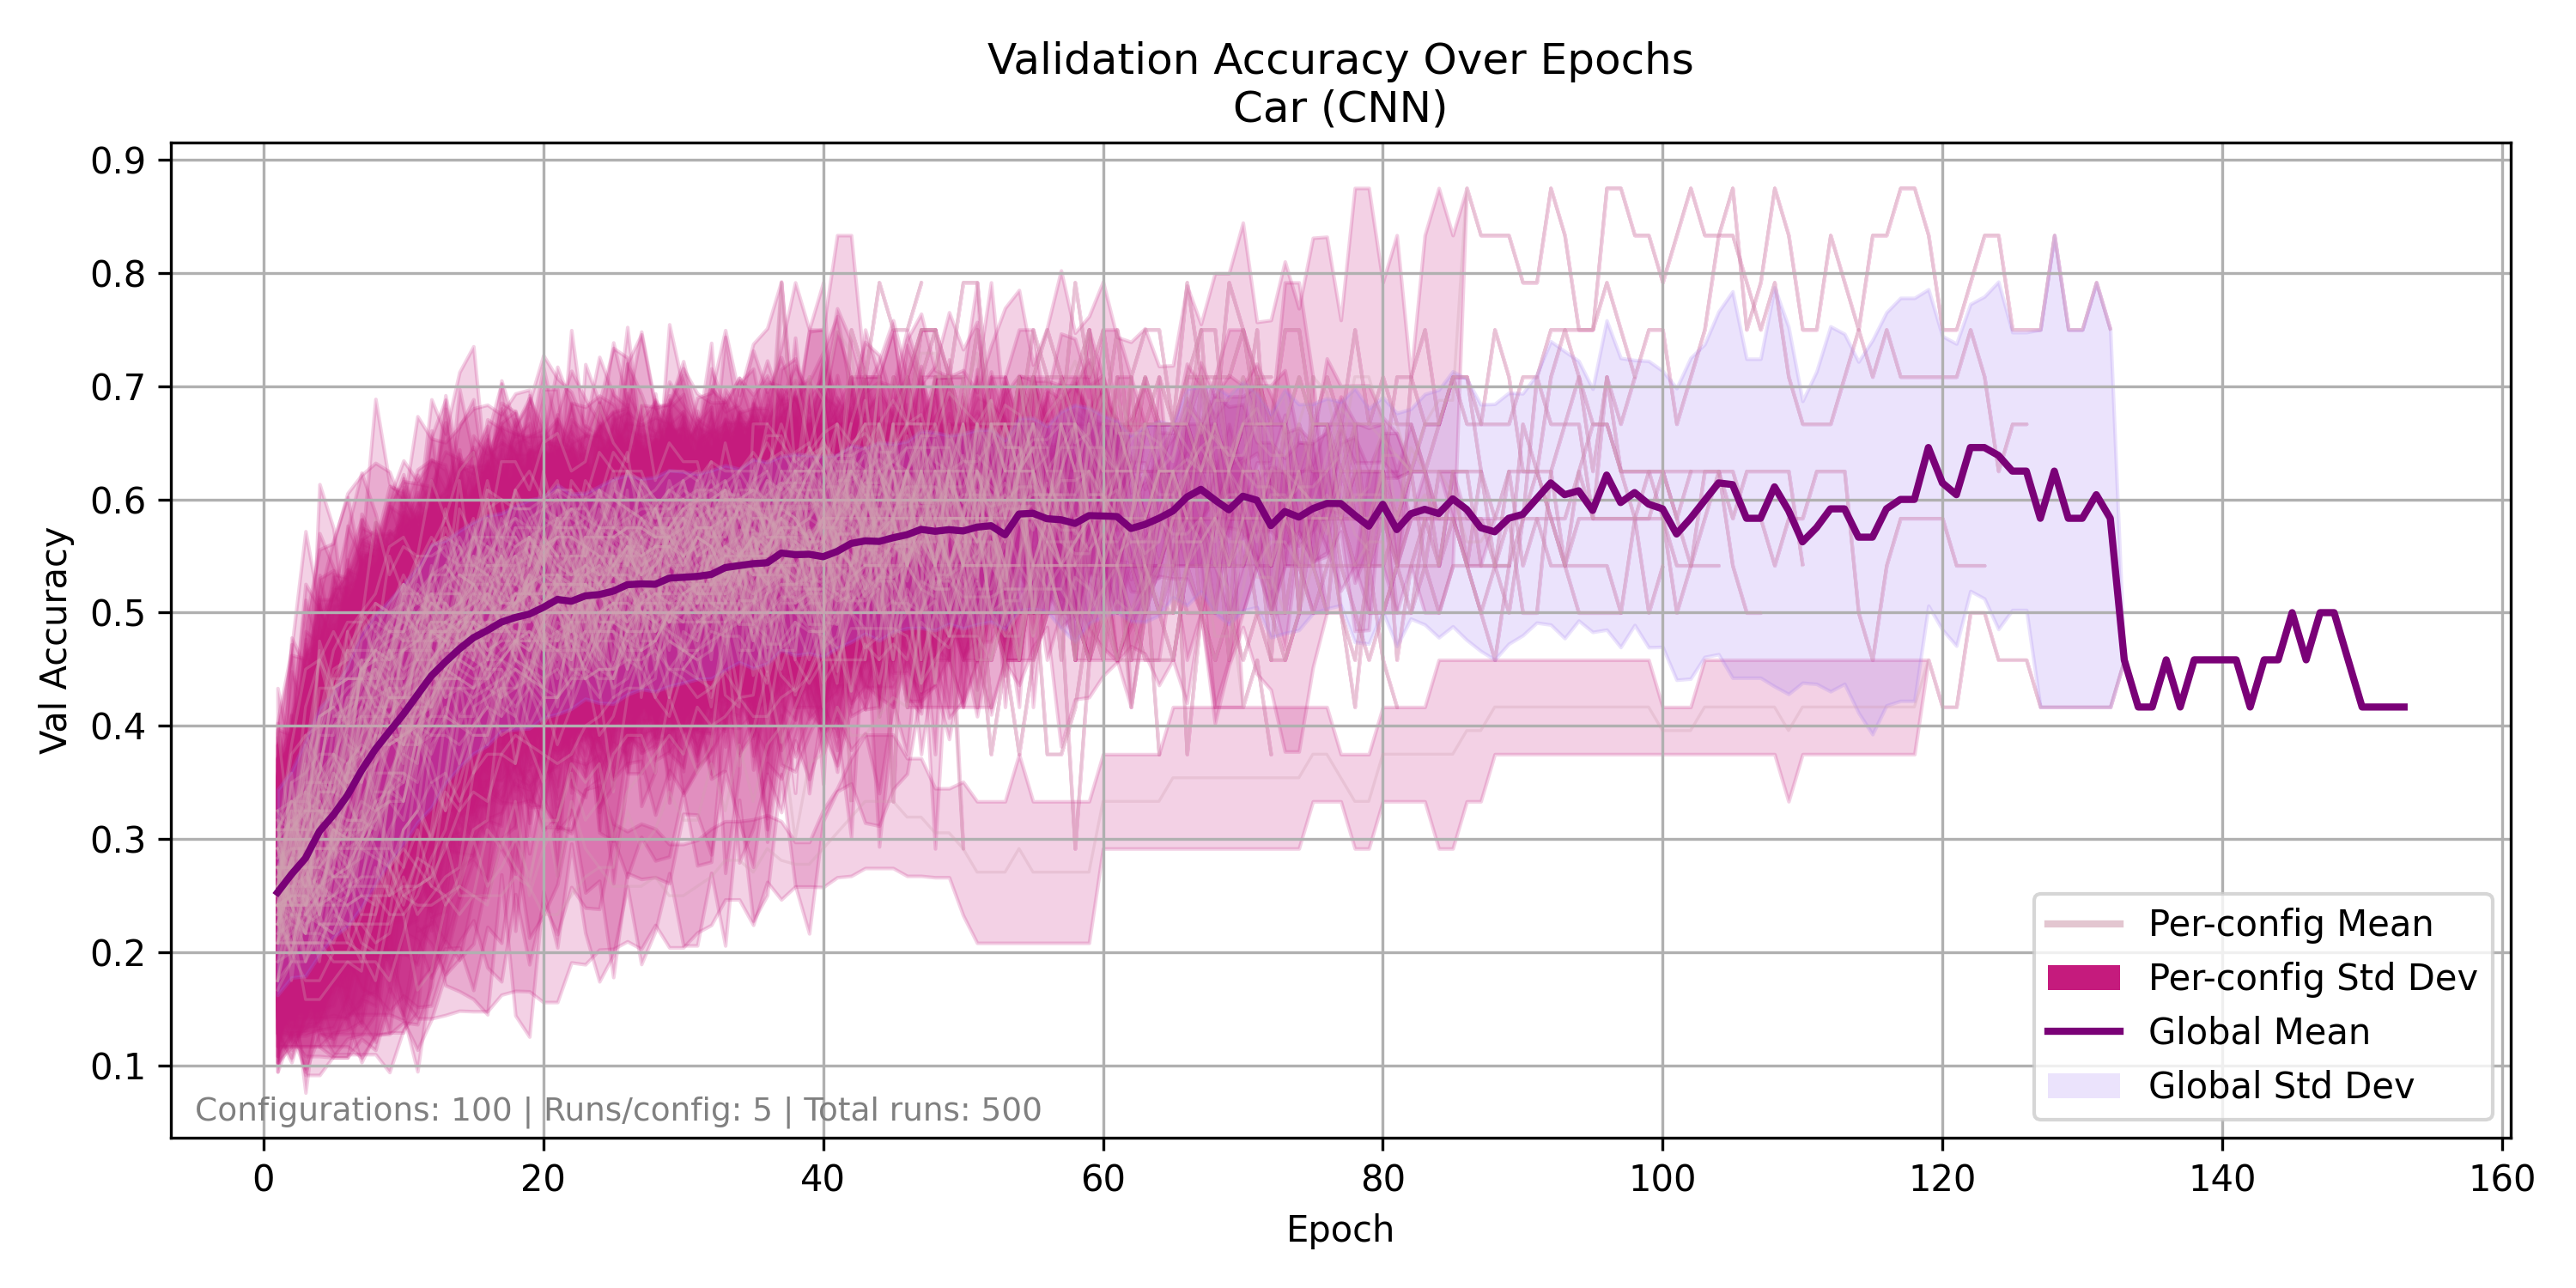 Validation Accuracy Over Epochs
Car (CNN)
Val Accuracy
0.9
0.8
0.7
0.6
0.5
0.4
0.3
0.2
0.1
Per-config Mean
Per-config Std Dev
Global Mean
Global Std Dev
Configurations: 100 | Runs/config: 5 | Total runs: 500
0 20 40 60 80 100 120 140 160
Epoch